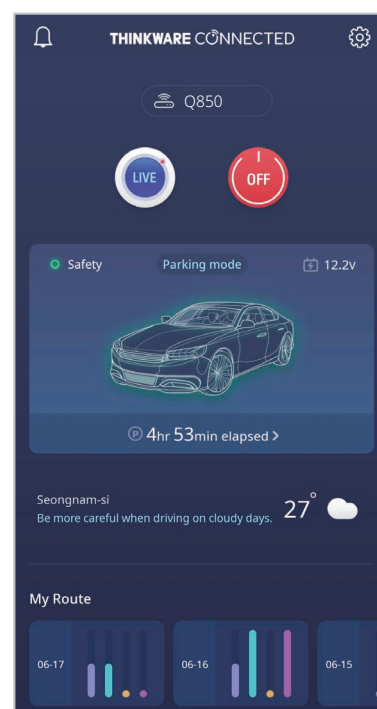 THINKWARE CONNECTED
Q850
LIVE
OFF
Safety
Parking mode
12.2v
P 4hr 53min elapsed >
Seongnam-si
Be more careful when driving on cloudy days.
27°
My Route
06-17
06-16
06-15